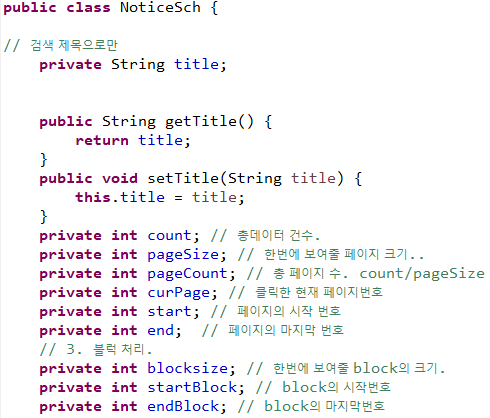 public class NoticeSch {
// 검색 제목으로만
private String title;
public String getTitle() {
return title;
}
public void setTitle(String title) {
this.title = title;
}
private int count; // 총데이터 건수.
private int pageSize; // 한번에 보여줄 페이지 크기..
private int pageCount; // 총 페이지 수. count/pageSize
private int curPage; // 클릭한 현재 페이지번호
private int start; // 페이지의 시작 번호
private int end;  // 페이지의 마지막 번호
// 3. 블럭 처리.
private int blocksize; // 한번에 보여줄 block의 크기.
private int startBlock; // block의 시작번호
private int endBlock; // block의 마지막번호